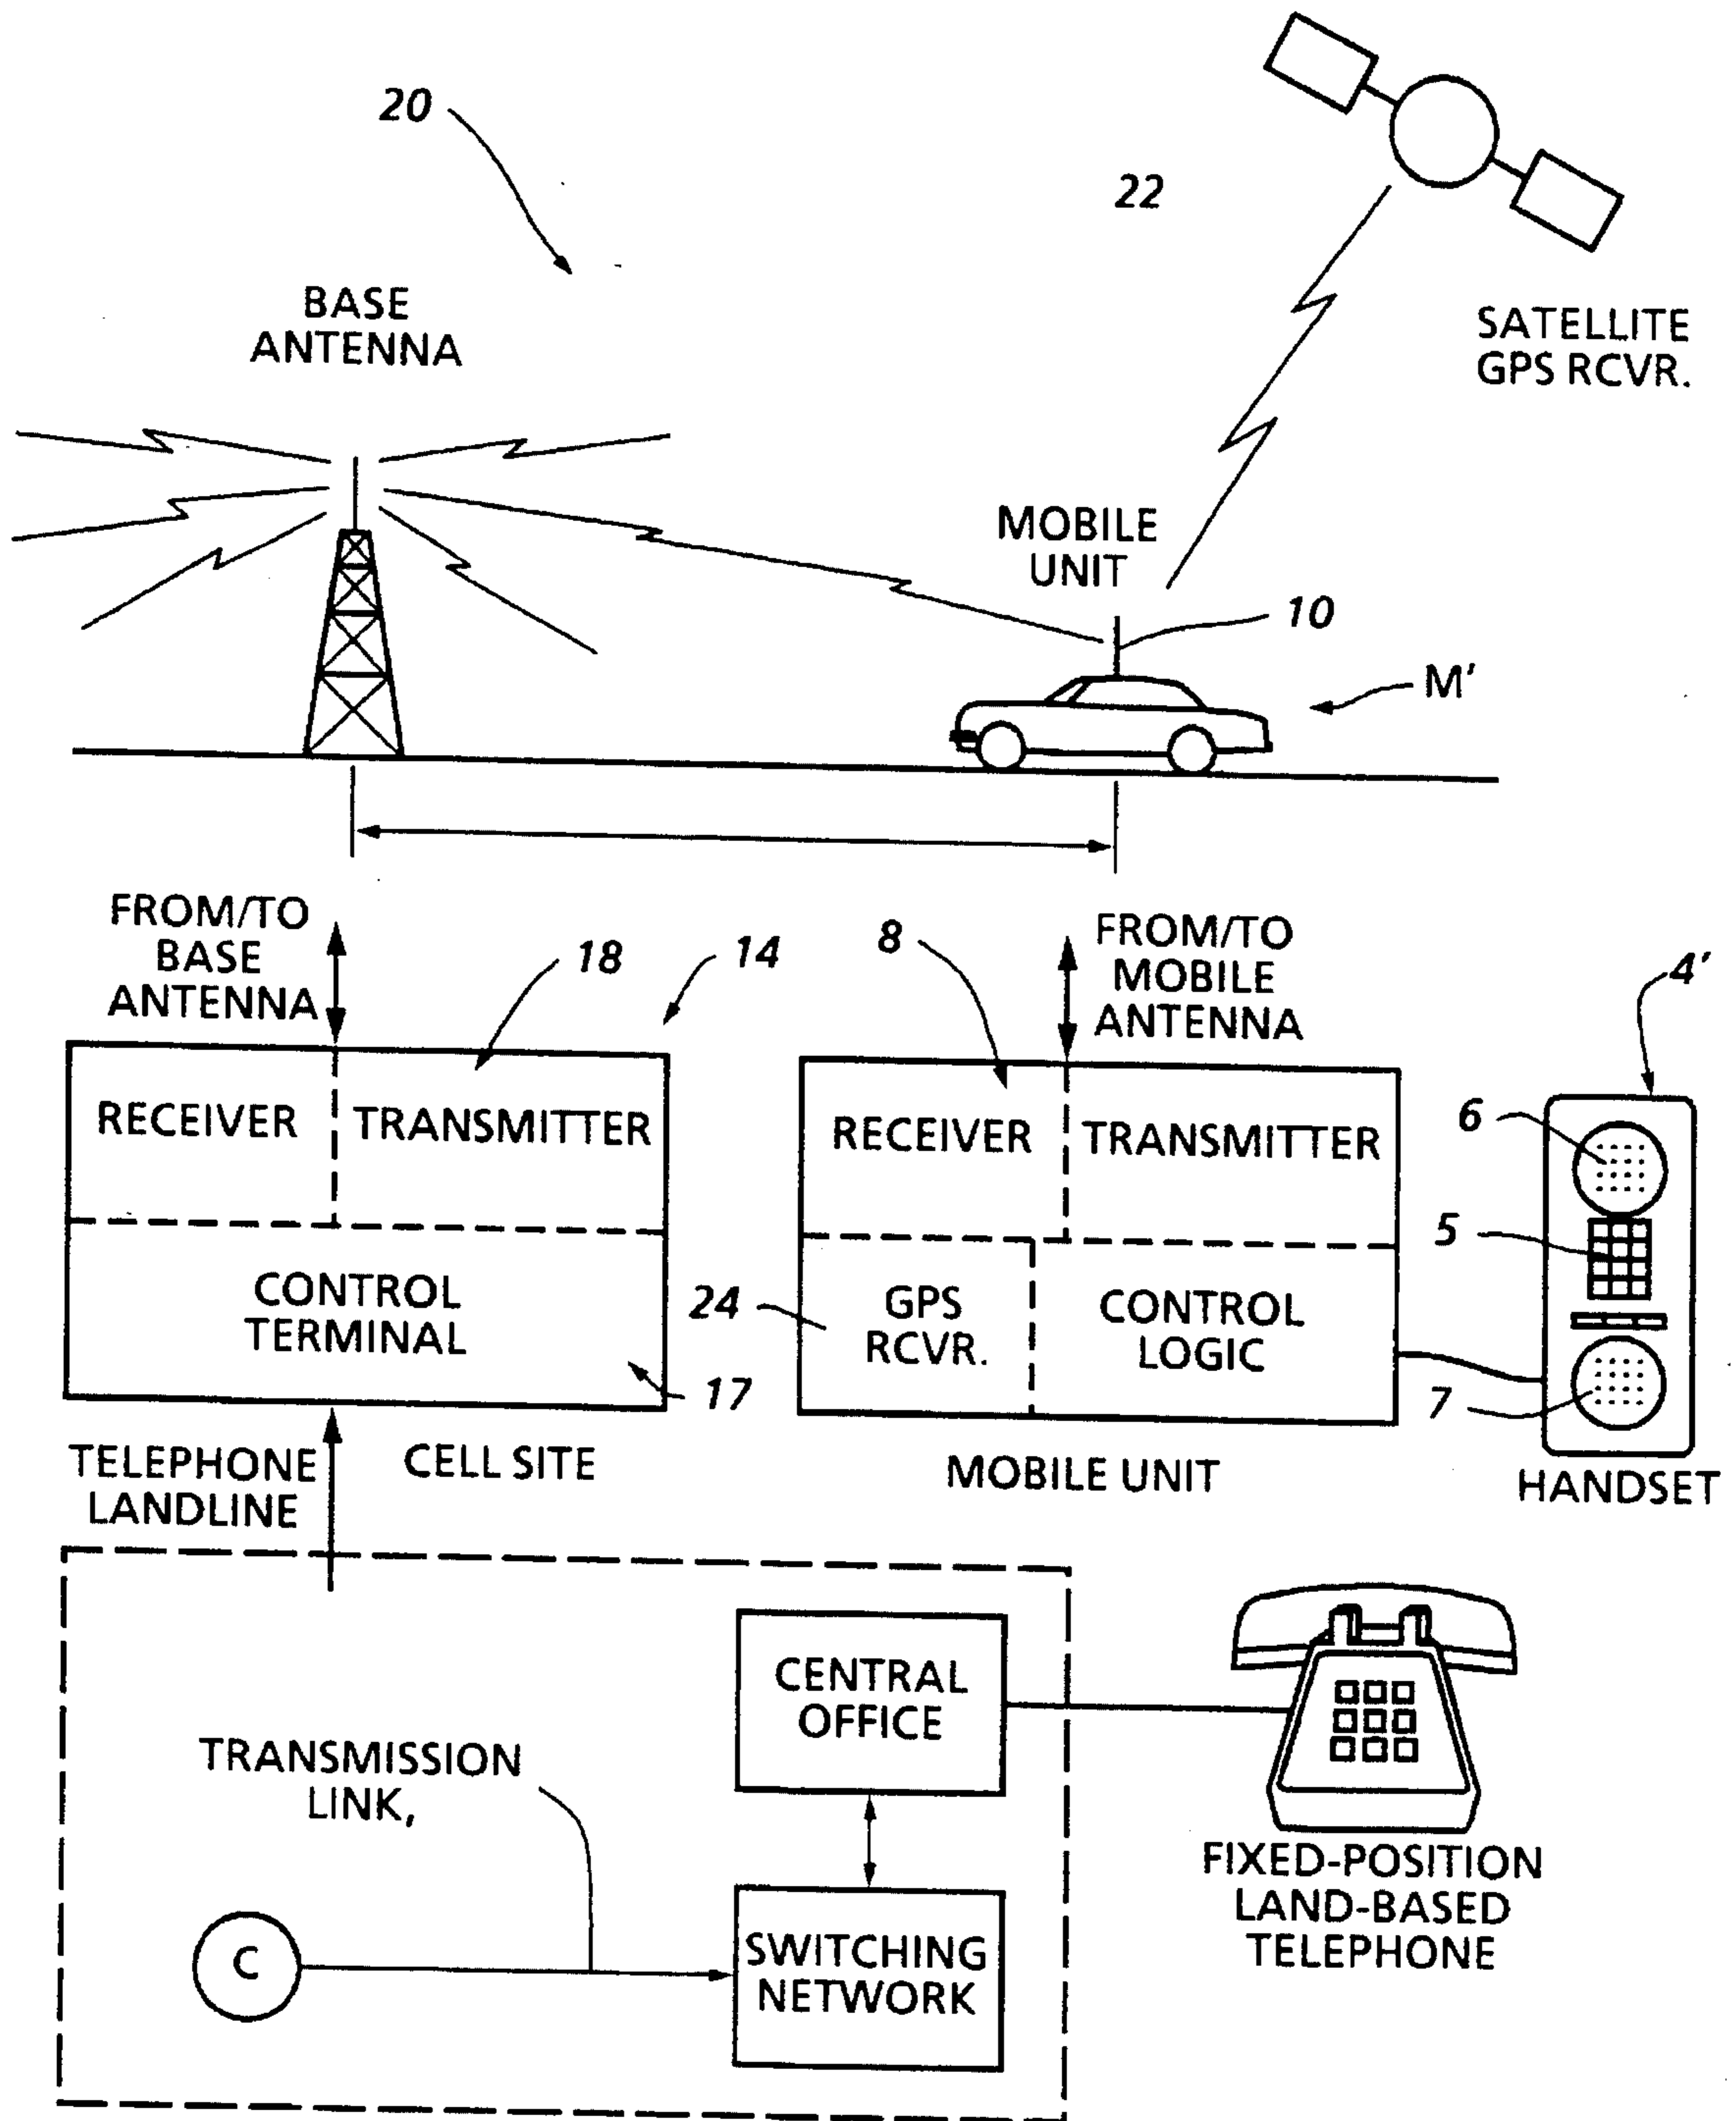 20
22
BASE
ANTENNA
SATELLITE
GPS RCVR.
MOBILE
UNIT
10
M'
FROM/TO
BASE
ANTENNA
18
14
8
FROM/TO
MOBILE
ANTENNA
4'
RECEIVER
TRANSMITTER
RECEIVER
TRANSMITTER
6
5
CONTROL
TERMINAL
24
GPS
RCVR.
CONTROL
LOGIC
17
7
TELEPHONE
LANDLINE
CELL SITE
MOBILE UNIT
HANDSET
CENTRAL
OFFICE
TRANSMISSION
LINK,
C
SWITCHING
NETWORK
FIXED-POSITION
LAND-BASED
TELEPHONE